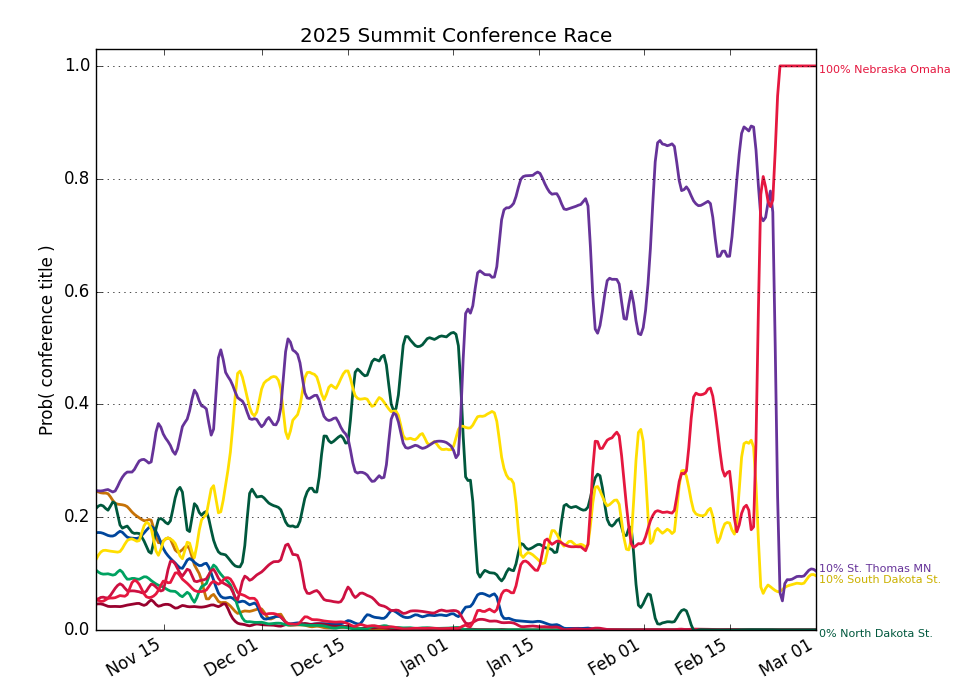 2025 Summit Conference Race
Prob( conference title )
1.0
0.8
0.6
0.4
0.2
0.0
100% Nebraska Omaha
10% St. Thomas MN
10% South Dakota St.
0% North Dakota St.
Nov 15
Dec 01
Dec 15
Jan 01
Jan 15
Feb 01
Feb 15
Mar 01